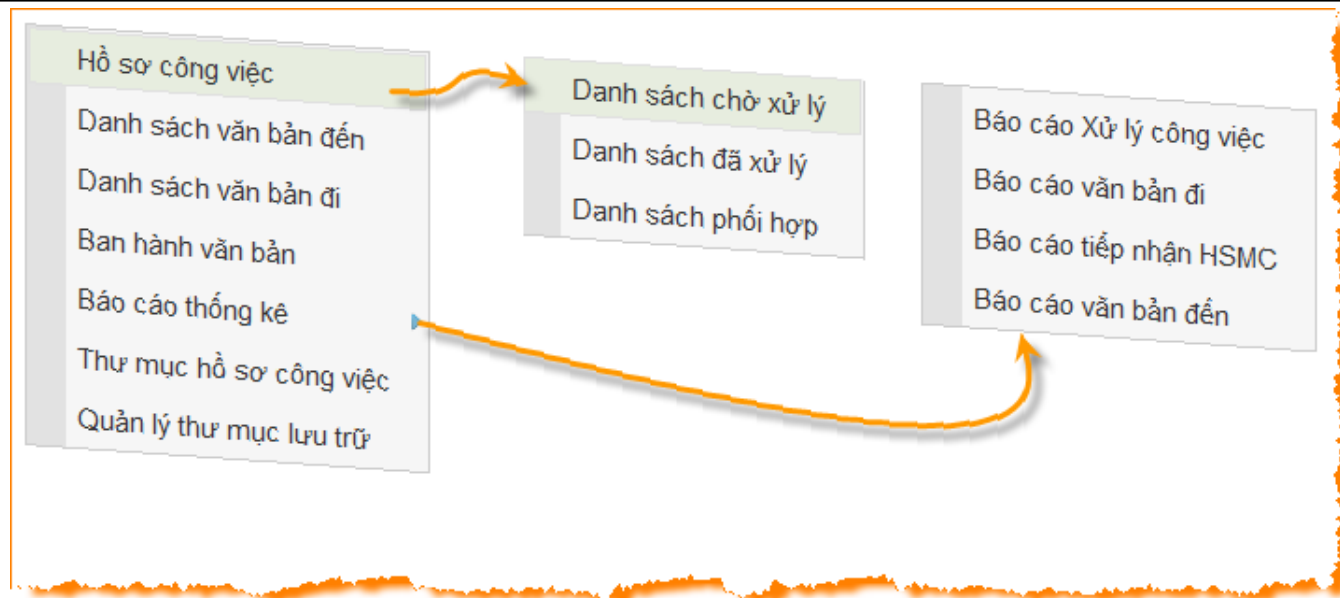 Hồ sơ công việc
Danh sách văn bản đến
Danh sách văn bản đi
Ban hành văn bản
Báo cáo thống kê
Thư mục hồ sơ công việc
Quản lý thư mục lưu trữ
Danh sách chờ xử lý
Danh sách đã xử lý
Danh sách phối hợp
Báo cáo Xử lý công việc
Báo cáo văn bản đi
Báo cáo tiếp nhận HSMC
Báo cáo văn bản đến